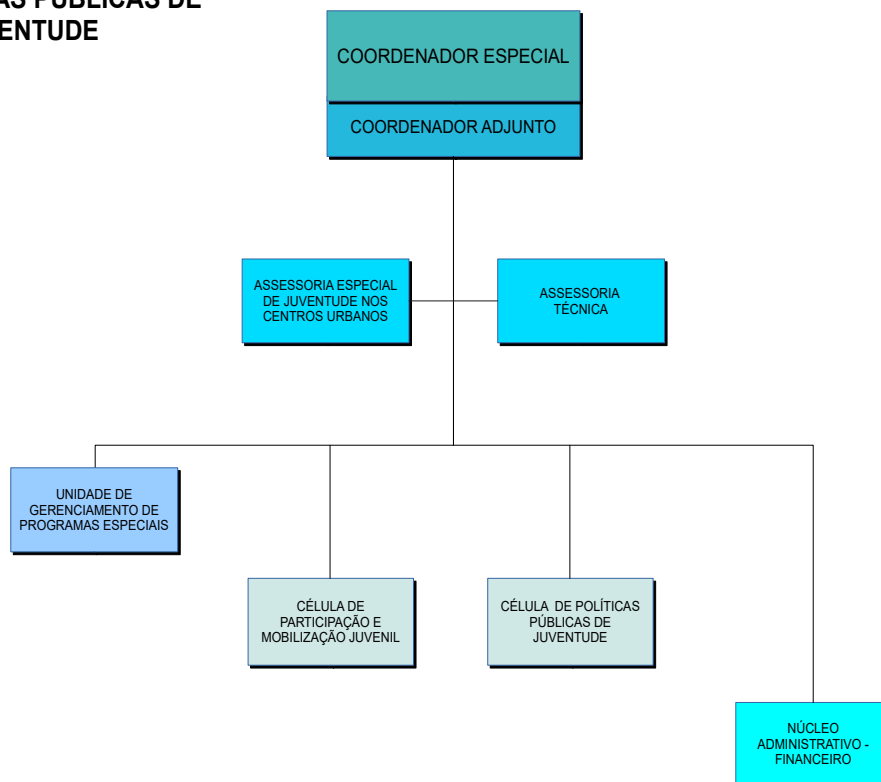 AS PÚBLICAS DE
ENTUDE
COORDENADOR ESPECIAL
COORDENADOR ADJUNTO
ASSESSORIA ESPECIAL
DE JUVENTUDE NOS
CENTROS URBANOS
ASSESSORIA
TÉCNICA
UNIDADE DE
GERENCIAMENTO DE
PROGRAMAS ESPECIAIS
CÉLULA DE
PARTICIPAÇÃO E
MOBILIZAÇÃO JUVENIL
CÉLULA DE POLÍTICAS
PÚBLICAS DE
JUVENTUDE
NÚCLEO
ADMINISTRATIVO -
FINANCEIRO